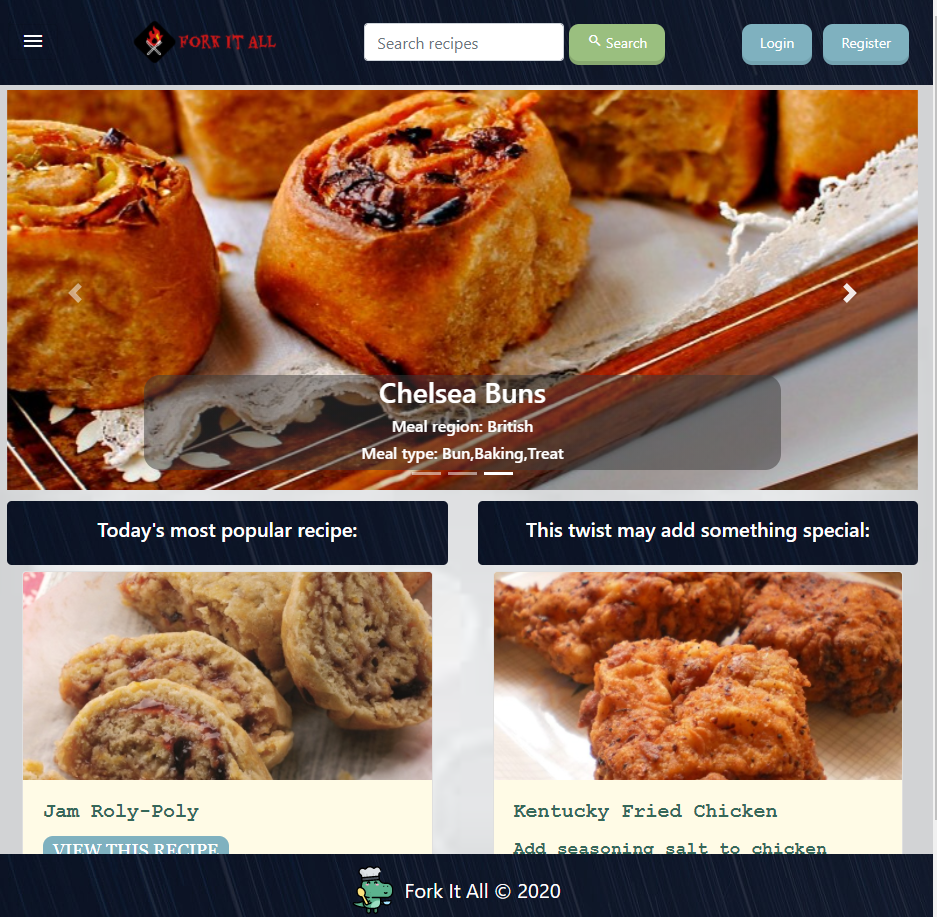 FORK IT ALL
Search recipes
Search
Login
Register
Chelsea Buns
Meal region: British
Meal type: Bun,Baking,Treat
Today's most popular recipe:
This twist may add something special:
Jam Roly-Poly
VIEW THIS RECIPE
Kentucky Fried Chicken
Add seasoning salt to chicken
Fork It All © 2020